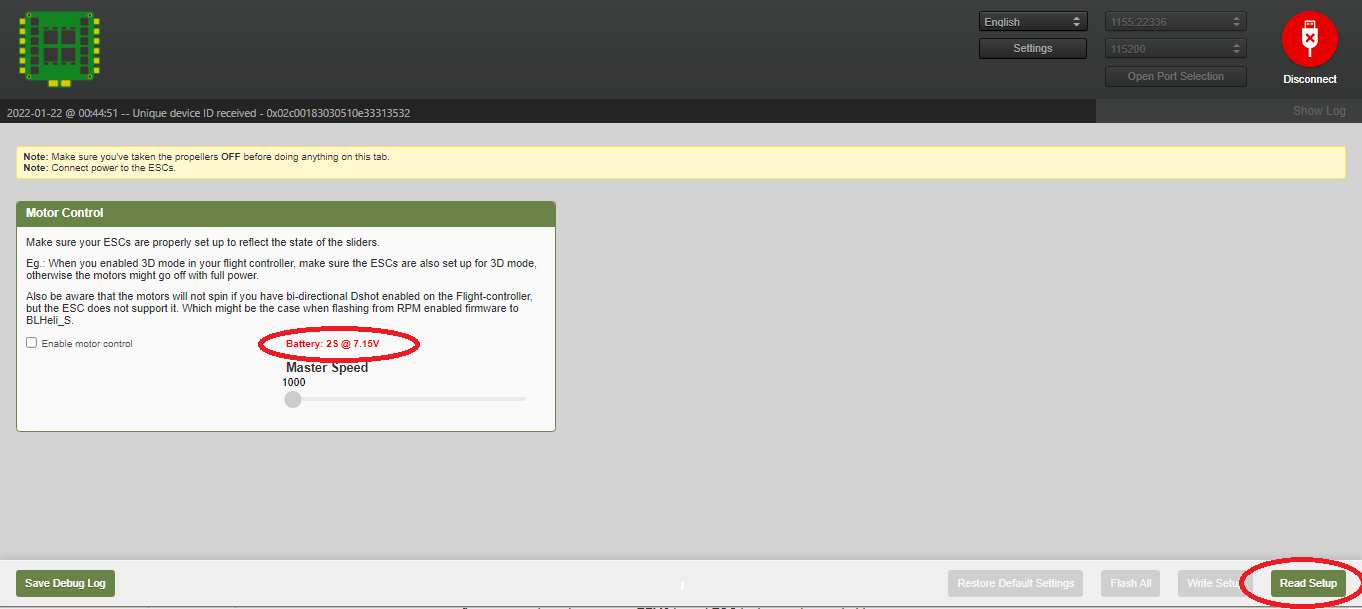 English
1155:22336
Settings
115200
Open Port Selection
Disconnect
2022-01-22 @ 00:44:51 -- Unique device ID received - 0x02c00183030510e33313532
Show Log
Note: Make sure you've taken the propellers OFF before doing anything on this tab.
Note: Connect power to the ESCs.
Motor Control
Make sure your ESCs are properly set up to reflect the state of the sliders.
Eg.: When you enabled 3D mode in your flight controller, make sure the ESCs are also set up for 3D mode,
otherwise the motors might go off with full power.
Also be aware that the motors will not spin if you have bi-directional Dshot enabled on the Flight-controller,
but the ESC does not support it. Which might be the case when flashing from RPM enabled firmware to
BLHeli_S.
Enable motor control
Battery: 2S @ 7.15V
Master Speed
1000
Save Debug Log
Restore Default Settings
Flash All
Write Setup
Read Setup